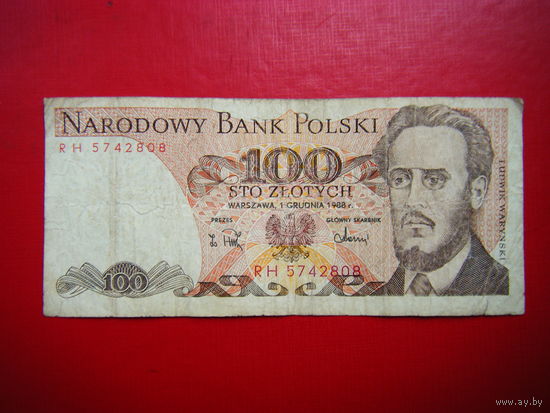 NARODOWY BANK POLSKI
RH 5742808
100
STO ZŁOTYCH
WARSZAWA, 1 GRUDNIA 1988 r.
PREZES
GŁÓWNY SKARBNIK
RH 5742808
100
LUDWIK WARYŃSKI
www.ay.by